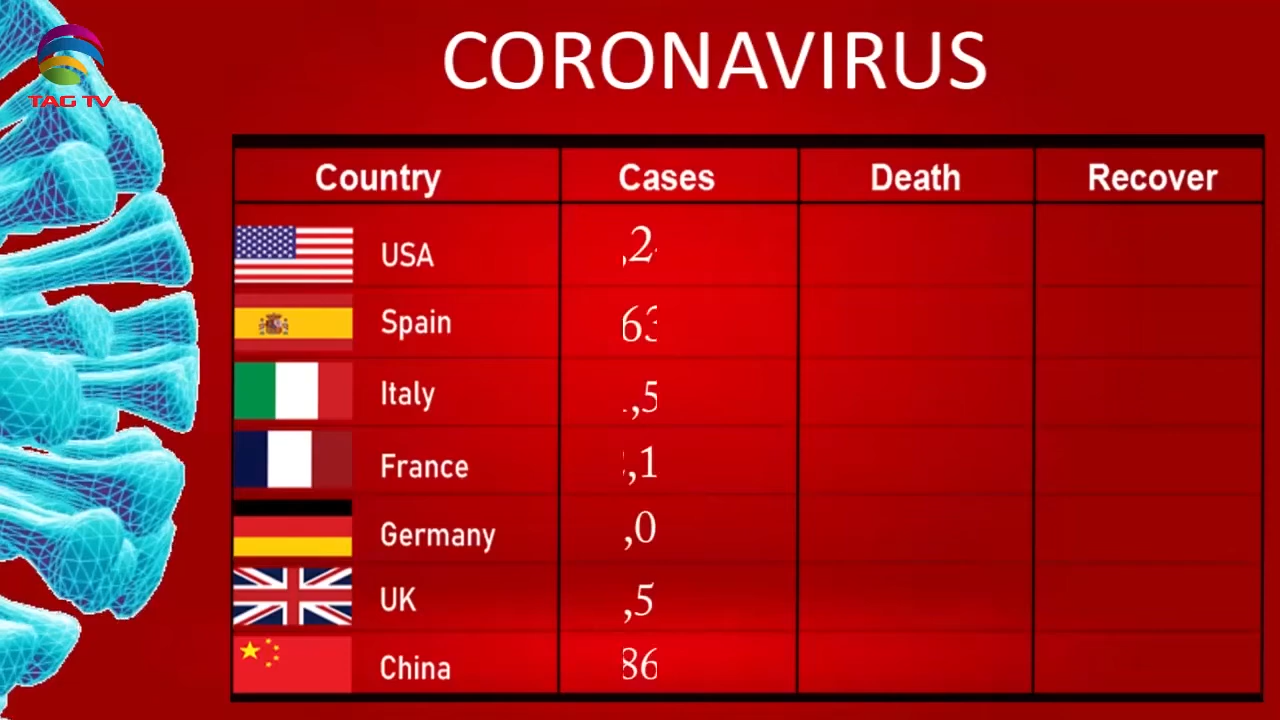 TAG TV
CORONAVIRUS
Country Cases Death Recover
USA ,2
Spain 63
Italy ,5
France ,1
Germany ,0
UK ,5
China 86